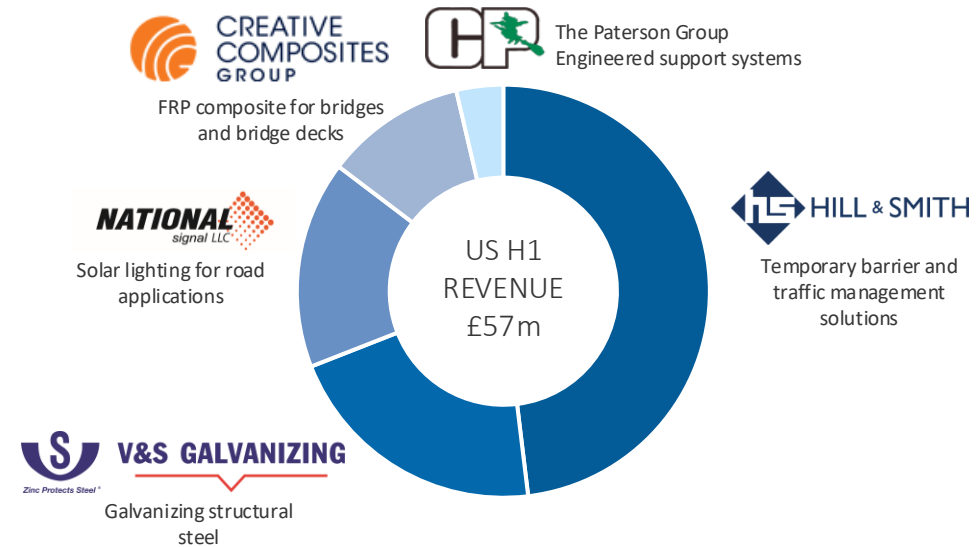 CREATIVE
COMPOSITES
GROUP
FRP composite for bridges
and bridge decks
CP
The Paterson Group
Engineered support systems
NATIONAL
signal LLC
Solar lighting for road
applications
US H1
REVENUE
£57m
hs HILL & SMITH
Temporary barrier and
traffic management
solutions
S
Zinc Protects Steel®
V&S GALVANIZING
Galvanizing structural
steel